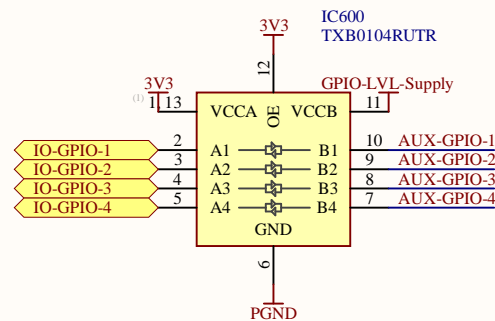 IC600
TXB0104RUTR
3V3
12
3V3
GPIO-LVL-Supply
(1) 1, 13
11
VCCA
OE
VCCB
IO-GPIO-1
2
A1
B1
10
AUX-GPIO-1
IO-GPIO-2
3
A2
B2
9
AUX-GPIO-2
IO-GPIO-3
4
A3
B3
8
AUX-GPIO-3
IO-GPIO-4
5
A4
B4
7
AUX-GPIO-4
GND
6
PGND